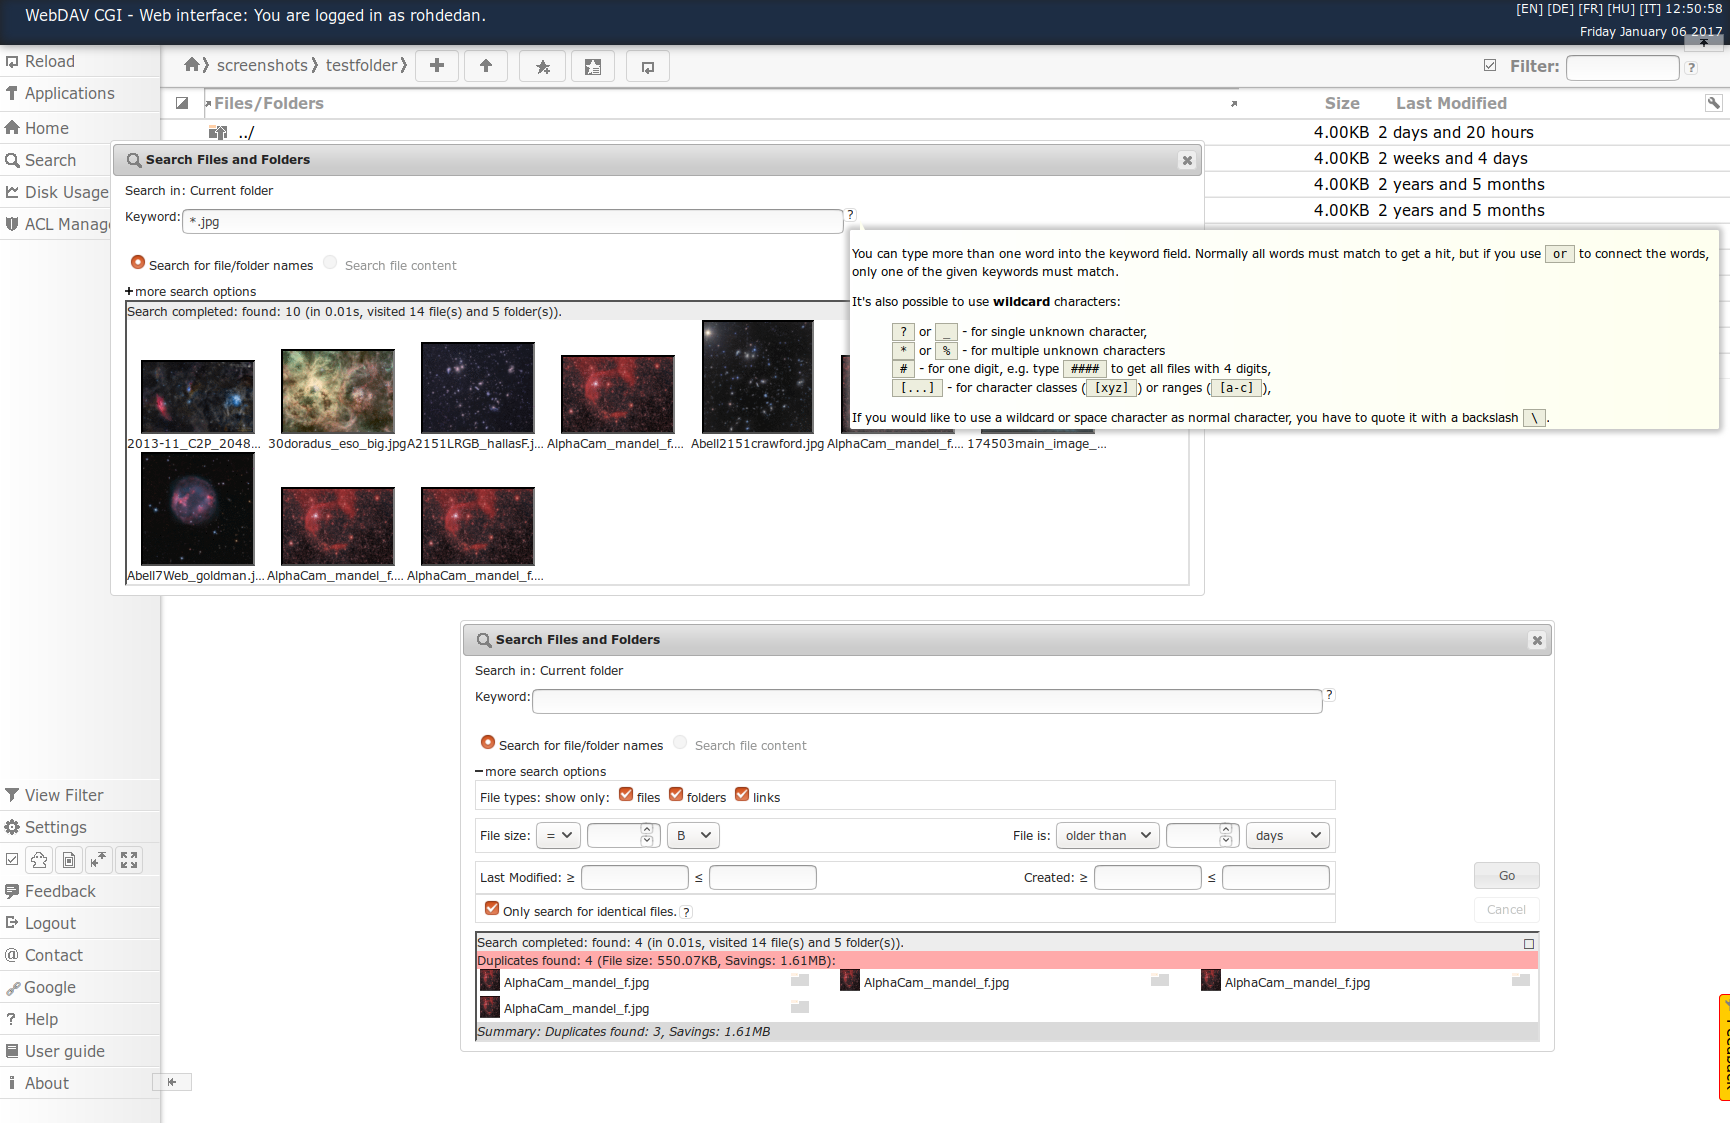 WebDAV CGI - Web interface: You are logged in as rohdedan.
[EN] [DE] [FR] [HU] [IT] 12:50:58
Friday January 06 2017
Reload
Applications
Home
Search
Disk Usage
ACL Manag
screenshots
testfolder
Filter:
?
Files/Folders
Size
Last Modified
../
4.00KB 2 days and 20 hours
4.00KB 2 weeks and 4 days
4.00KB 2 years and 5 months
4.00KB 2 years and 5 months
Search Files and Folders
Search in: Current folder
Keyword:
*.jpg
?
Search for file/folder names
Search file content
+more search options
Search completed: found: 10 (in 0.01s, visited 14 file(s) and 5 folder(s)).
2013-11_C2P_2048...
30doradus_eso_big.jpg
A2151LRGB_hallasF.j...
AlphaCam_mandel_f....
Abell2151crawford.jpg
AlphaCam_mandel_f....
174503main_image_...
Abell7Web_goldman.j...
AlphaCam_mandel_f....
AlphaCam_mandel_f....
You can type more than one word into the keyword field. Normally all words must match to get a hit, but if you use or to connect the words,
only one of the given keywords must match.
It's also possible to use wildcard characters:
? or _ - for single unknown character,
* or % - for multiple unknown characters
# - for one digit, e.g. type #### to get all files with 4 digits,
[...] - for character classes ([xyz]) or ranges ([a-c]),
If you would like to use a wildcard or space character as normal character, you have to quote it with a backslash \.
Search Files and Folders
Search in: Current folder
Keyword:
?
Search for file/folder names
Search file content
more search options
File types: show only:
files
folders
links
File size:
=
B
File is:
older than
days
Last Modified: ≥
≤
Created: ≥
≤
Go
Only search for identical files. ?
Cancel
Search completed: found: 4 (in 0.01s, visited 14 file(s) and 5 folder(s)).
Duplicates found: 4 (File size: 550.07KB, Savings: 1.61MB):
AlphaCam_mandel_f.jpg
AlphaCam_mandel_f.jpg
AlphaCam_mandel_f.jpg
AlphaCam_mandel_f.jpg
Summary: Duplicates found: 3, Savings: 1.61MB
View Filter
Settings
Feedback
Logout
@ Contact
Google
? Help
User guide
i About